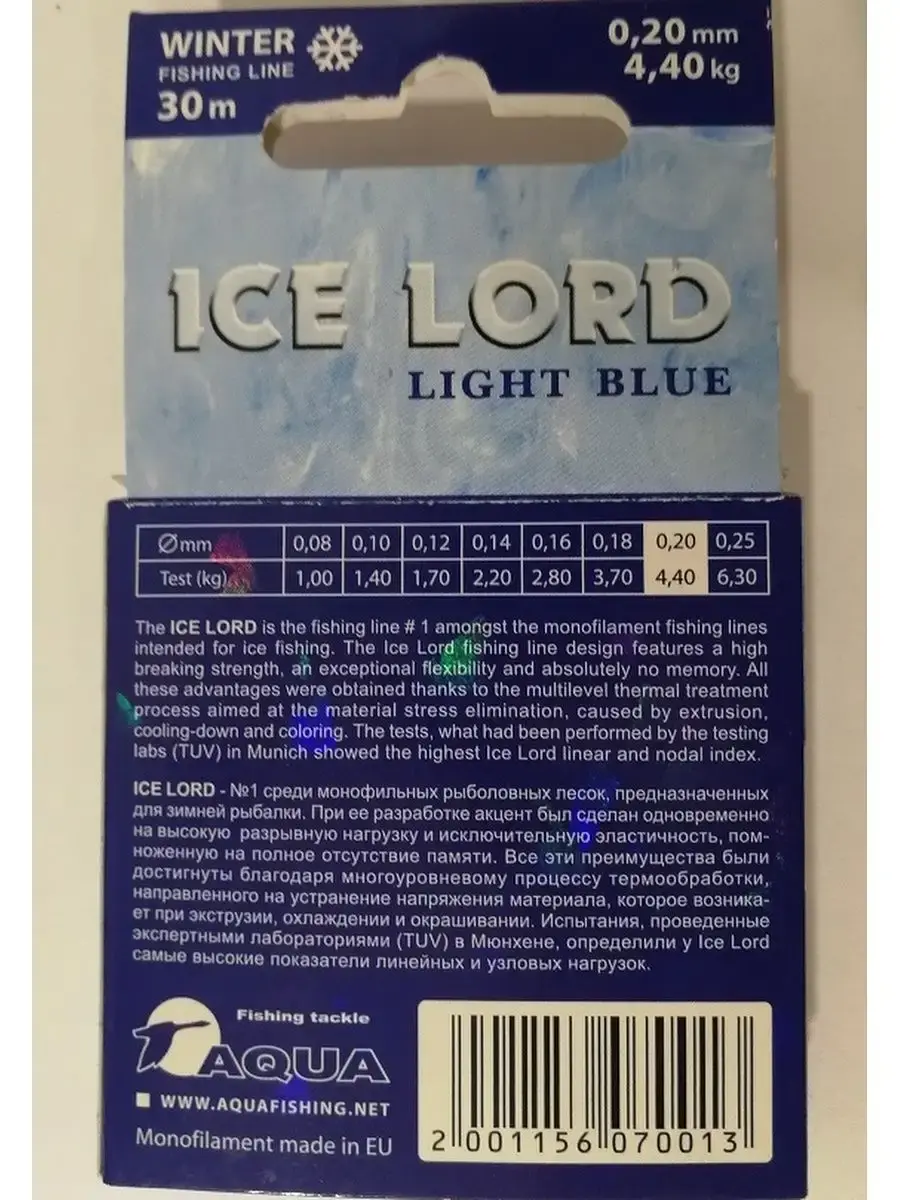 WINTER
FISHING LINE
30 m
0,20 mm
4,40 kg
ICE LORD
LIGHT BLUE
Ømm 0,08 0,10 0,12 0,14 0,16 0,18 0,20 0,25
Test (kg) 1,00 1,40 1,70 2,20 2,80 3,70 4,40 6,30
The ICE LORD is the fishing line # 1 amongst the monofilament fishing lines
intended for ice fishing. The Ice Lord fishing line design features a high
breaking strength, an exceptional flexibility and absolutely no memory. All
these advantages were obtained thanks to the multilevel thermal treatment
process aimed at the material stress elimination, caused by extrusion,
cooling-down and coloring. The tests, what had been performed by the testing
labs (TUV) in Munich showed the highest Ice Lord linear and nodal index.
ICE LORD - №1 среди монофильных рыболовных лесок, предназначенных
для зимней рыбалки. При ее разработке акцент был сделан одновременно
на высокую разрывную нагрузку и исключительную эластичность, пом-
ноженную на полное отсутствие памяти. Все эти преимущества были
достигнуты благодаря многоуровневому процессу термообработки,
направленного на устранение напряжения материала, которое возника-
ет при экструзии, охлаждении и окрашивании. Испытания, проведенные
экспертными лабораториями (TUV) в Мюнхене, определили у Ice Lord
самые высокие показатели линейных и узловых нагрузок.
Fishing tackle
AQUA
WWW.AQUAFISHING.NET
Monofilament made in EU
2 001156 070013